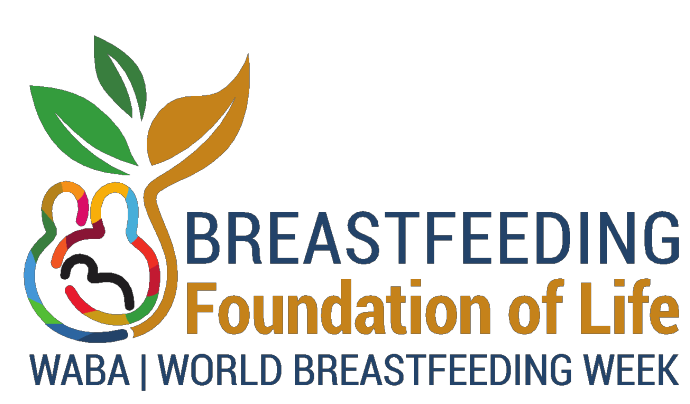 BREASTFEEDING
Foundation of Life
WABA | WORLD BREASTFEEDING WEEK